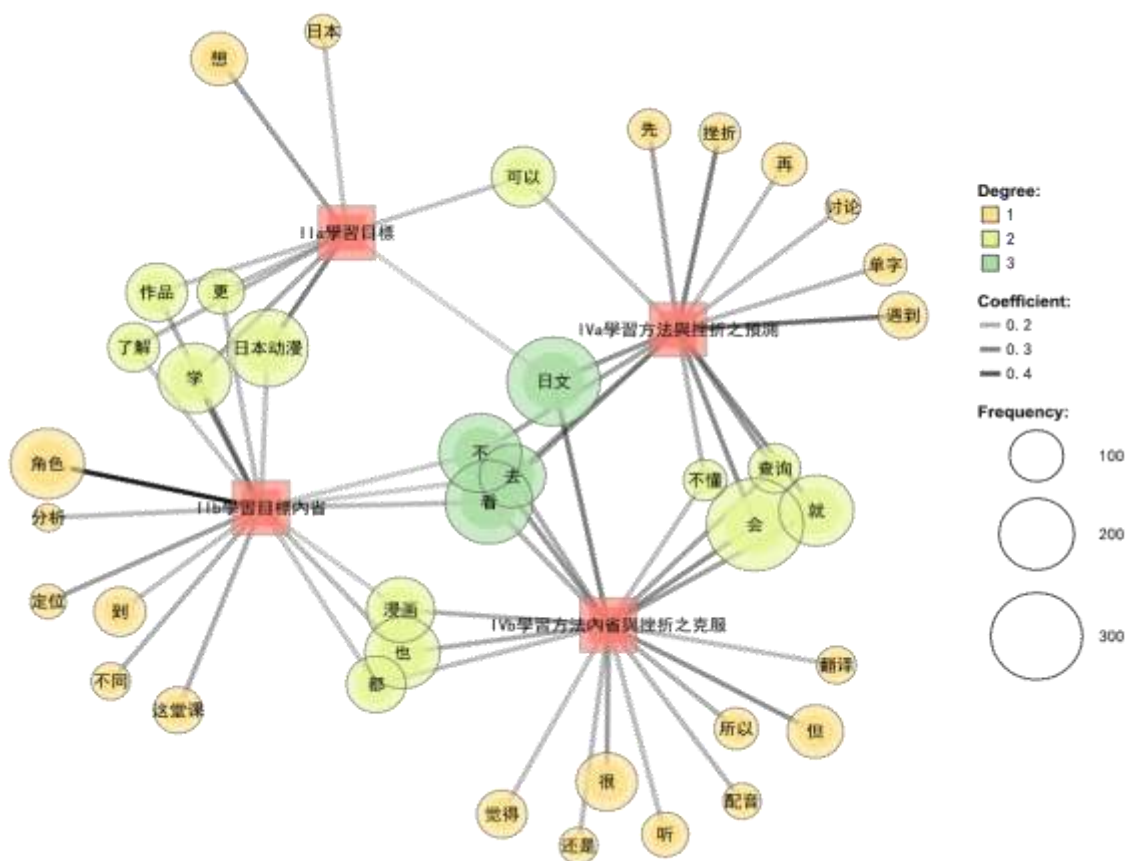 日本
想
先
挫折
再
可以
讨论
IIa學習目標
单字
作品
更
遇到
IVa學習方法與挫折之預測
了解
日本动漫
学
日文
角色
不
去
看
不懂
查询
就
会
IIb學習目標内省
分析
定位
到
漫画
IVb學習方法内省與挫折之克服
也
都
不同
这堂课
翻译
所以
但
很
觉得
配音
还是
听
Degree:
1
2
3
Coefficient:
0.2
0.3
0.4
Frequency:
100
200
300